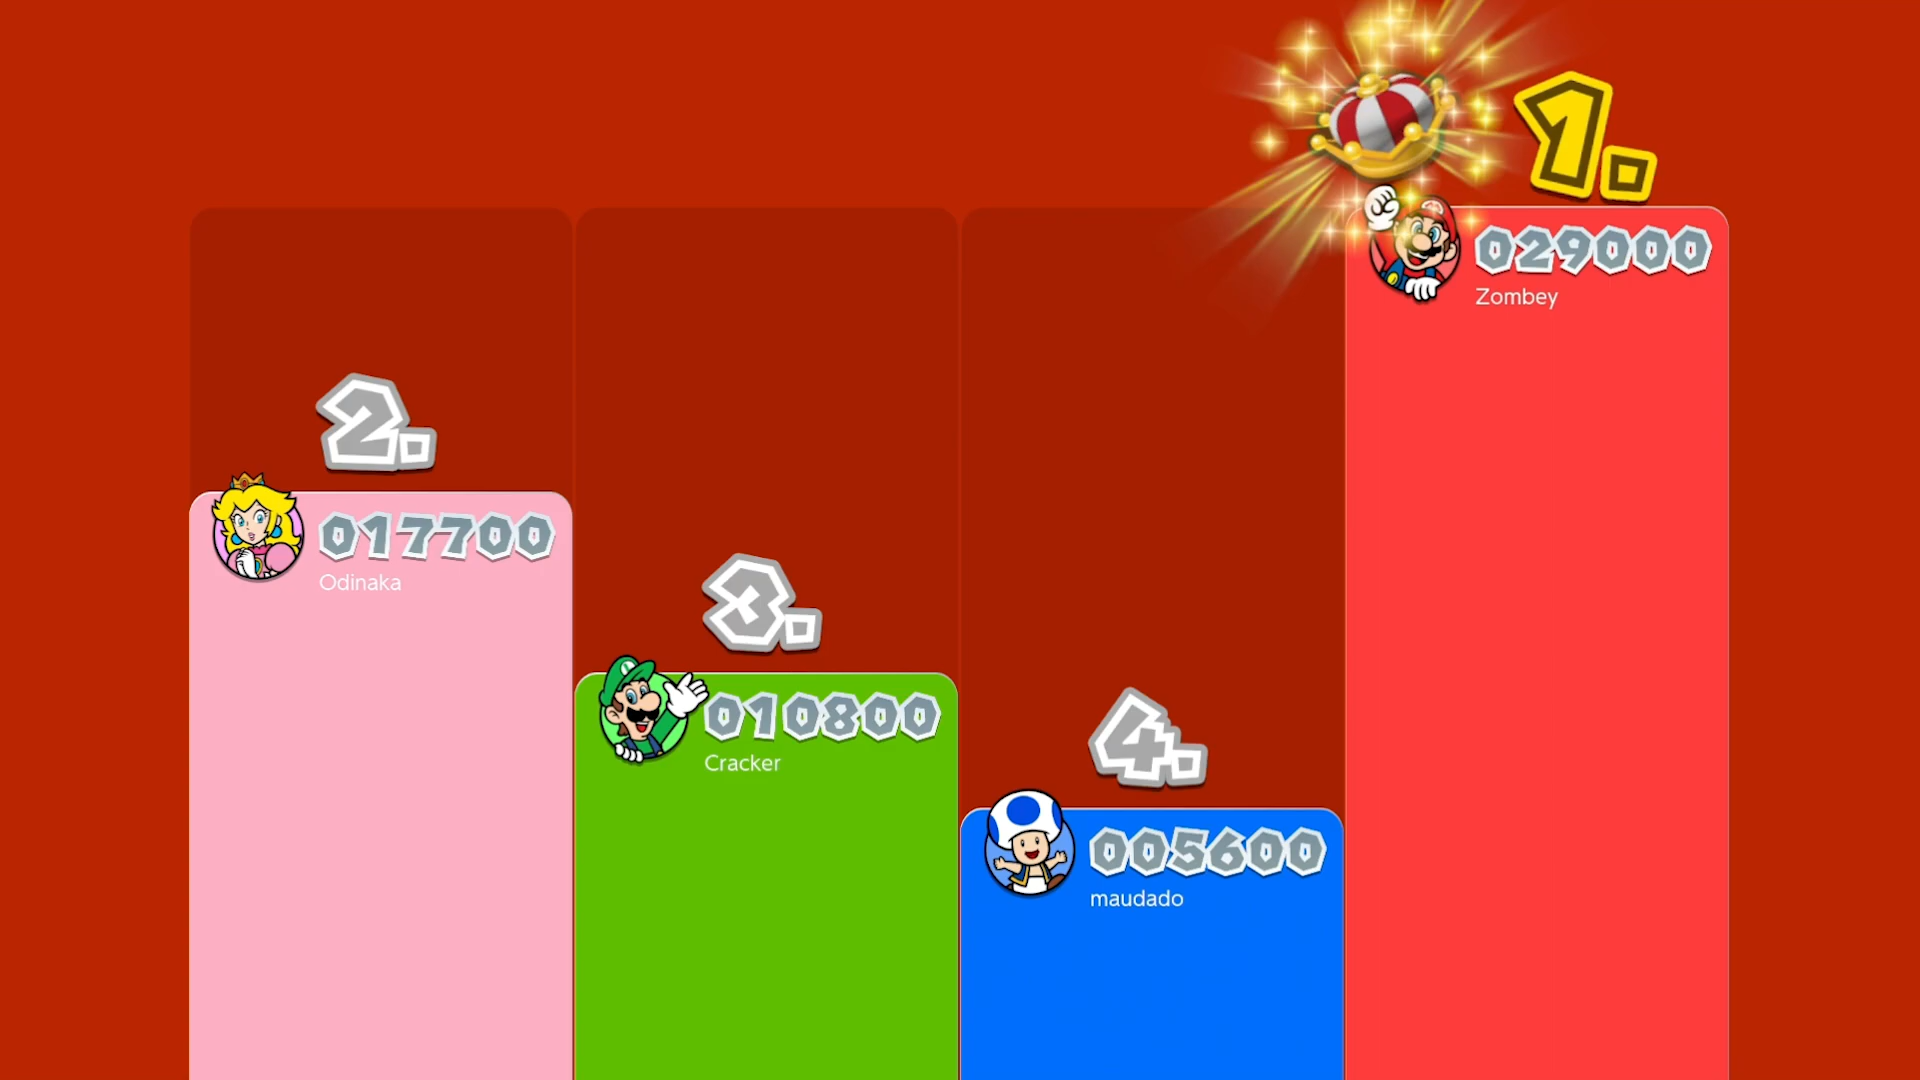 1.
029000
Zombey
2.
017700
Odinaka
3.
010800
Cracker
4.
005600
maudado